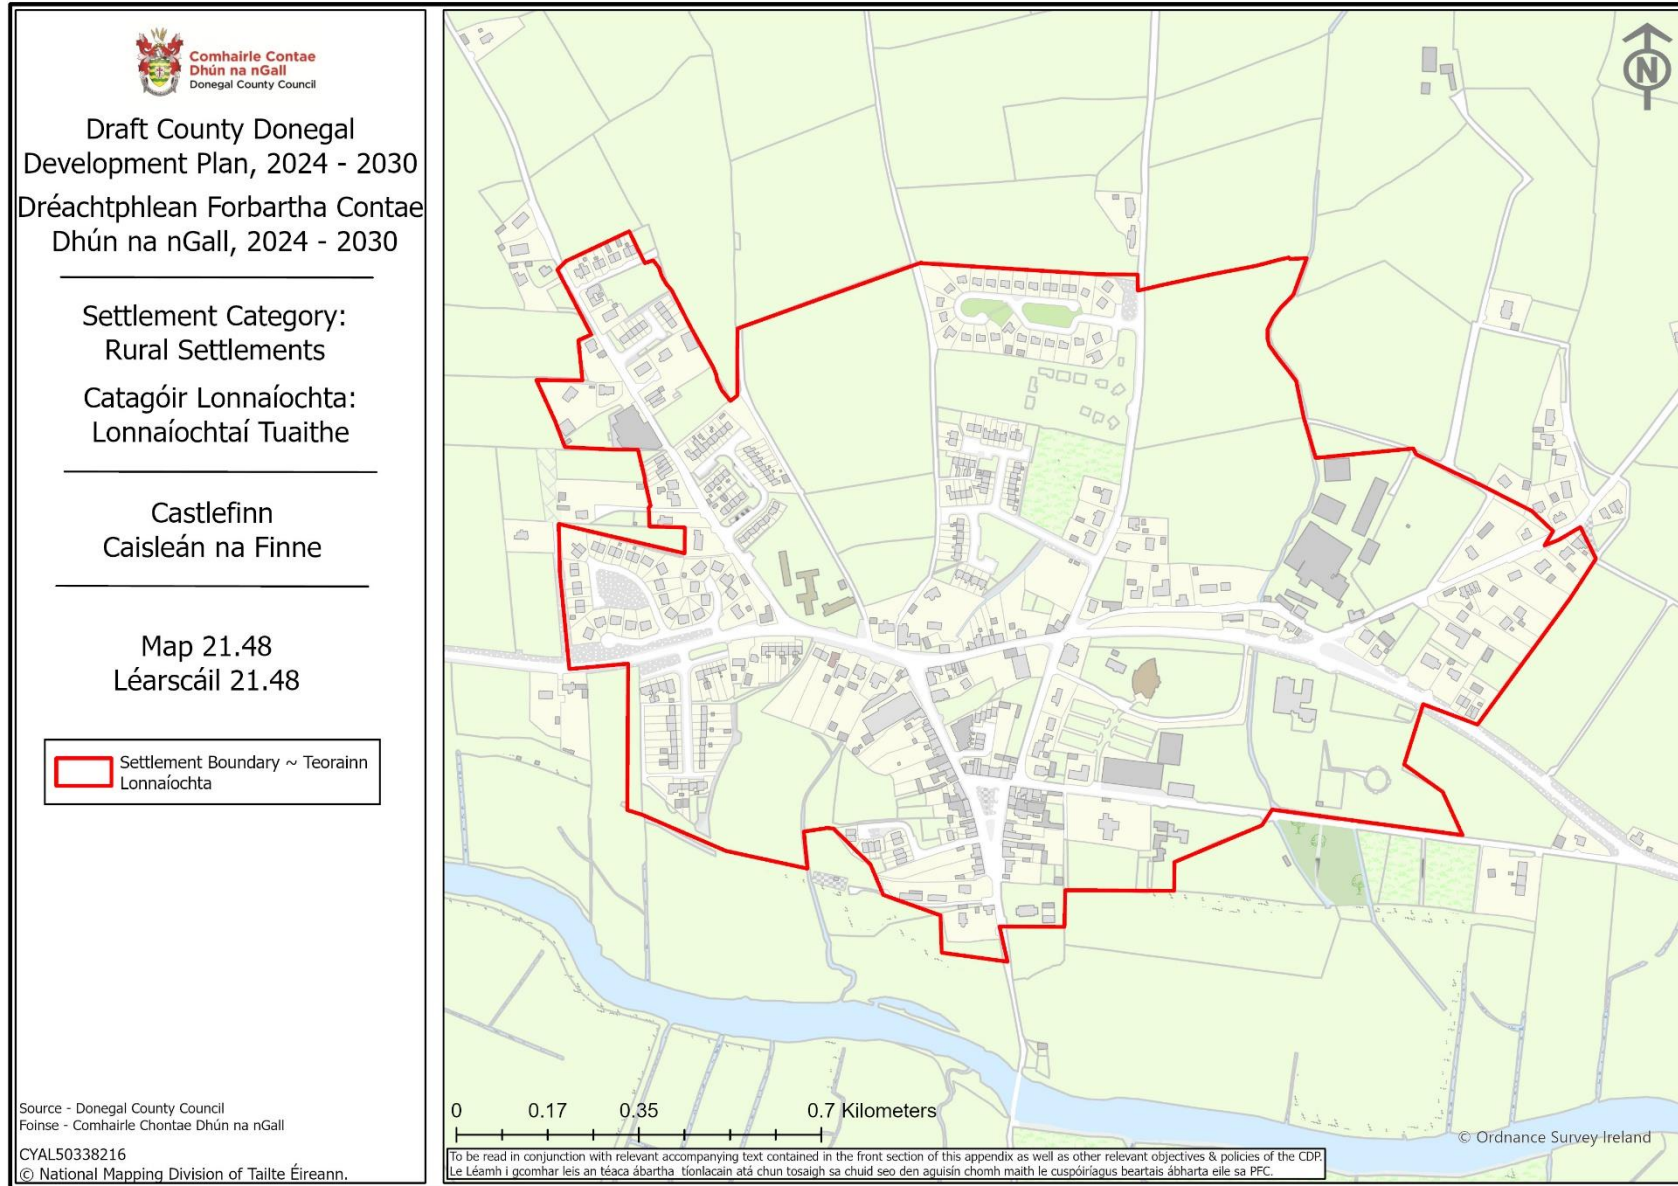 Comhairle Contae
Dhún na nGall
Donegal County Council
Draft County Donegal
Development Plan, 2024 - 2030
Dréachtphlean Forbartha Contae
Dhún na nGall, 2024 - 2030
Settlement Category:
Rural Settlements
Catagóir Lonnaíochta:
Lonnaíochtaí Tuaithe
Castlefinn
Caisleán na Finne
Map 21.48
Léarscáil 21.48
Settlement Boundary ~ Teorainn
Lonnaíochta
Source - Donegal County Council
Foinse - Comhairle Chontae Dhún na nGall
CYAL50338216
© National Mapping Division of Tailte Éireann.
N
0 0.17 0.35 0.7 Kilometers
© Ordnance Survey Ireland
To be read in conjunction with relevant accompanying text contained in the front section of this appendix as well as other relevant objectives & policies of the CDP.
Le Léamh i gcomhar leis an téaca ábartha tíonlacain atá chun tosaigh sa chuid seo den aguisín chomh maith le cuspóiríagus beartais ábharta eile sa PFC.